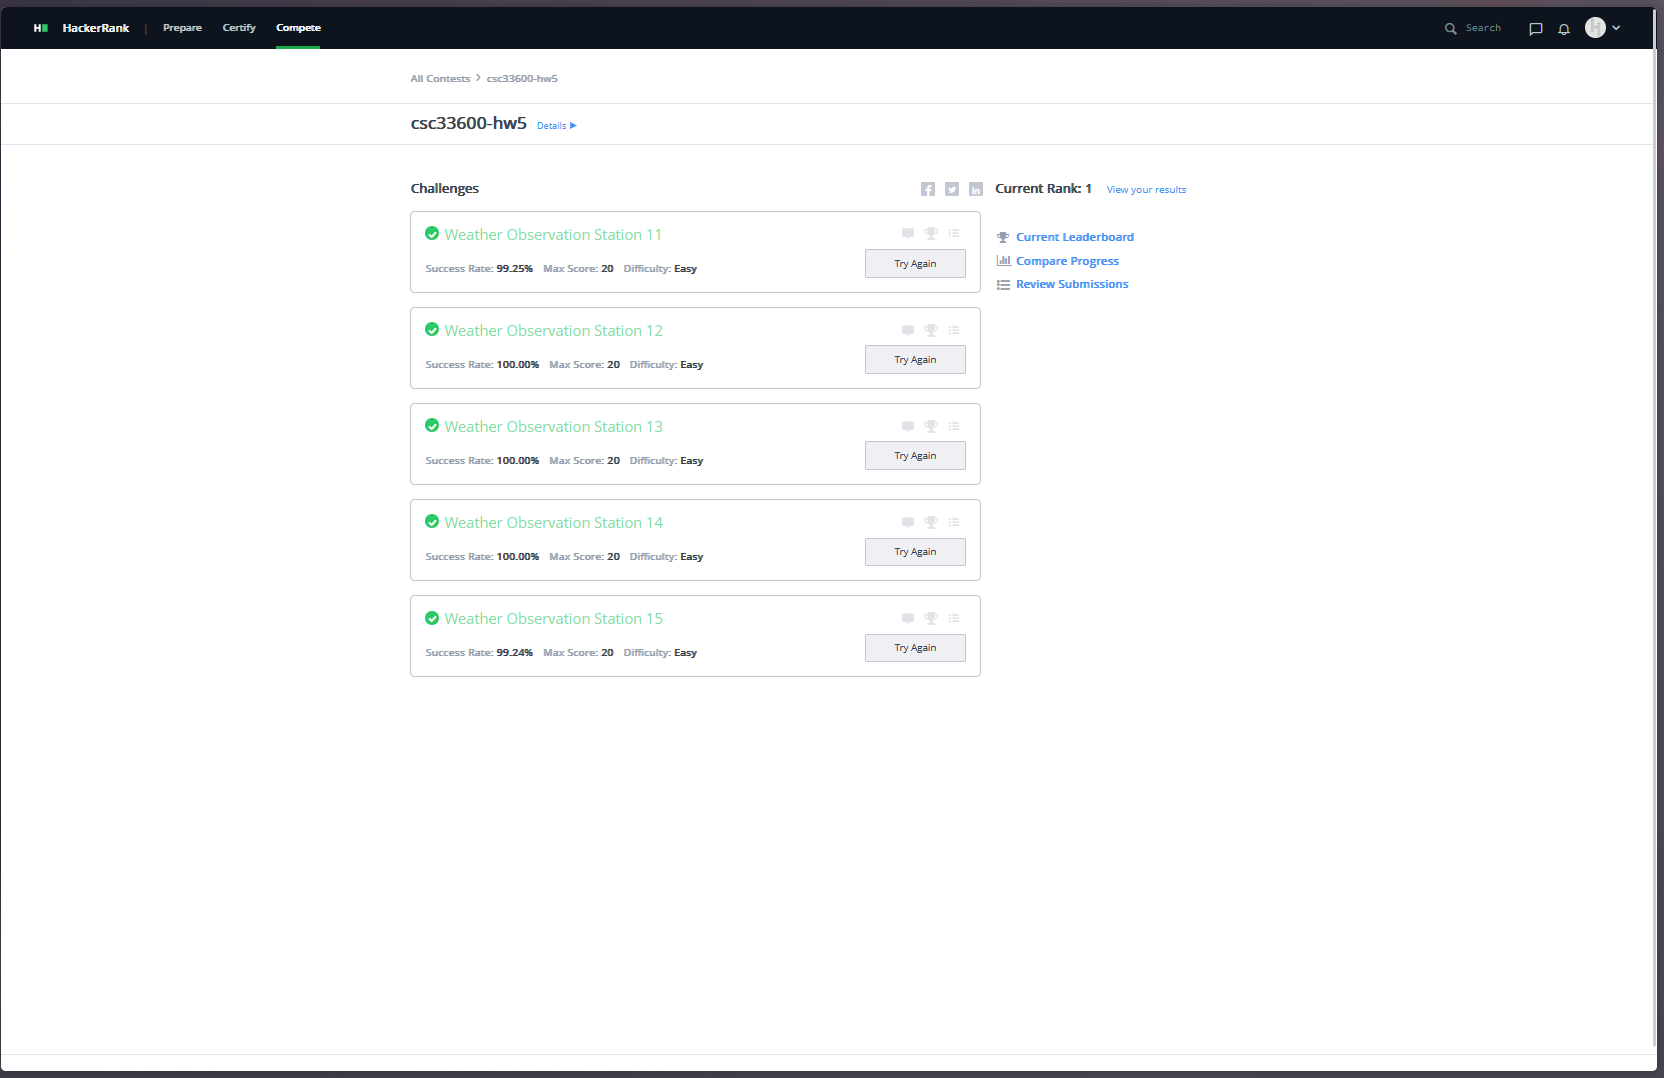 HackerRank | Prepare Certify Compete Search
All Contests > csc33600-hw5
csc33600-hw5 Details
Challenges
Current Rank: 1 View your results
Weather Observation Station 11
Success Rate: 99.25% Max Score: 20 Difficulty: Easy
Try Again
Current Leaderboard
Compare Progress
Review Submissions
Weather Observation Station 12
Success Rate: 100.00% Max Score: 20 Difficulty: Easy
Try Again
Weather Observation Station 13
Success Rate: 100.00% Max Score: 20 Difficulty: Easy
Try Again
Weather Observation Station 14
Success Rate: 100.00% Max Score: 20 Difficulty: Easy
Try Again
Weather Observation Station 15
Success Rate: 99.24% Max Score: 20 Difficulty: Easy
Try Again